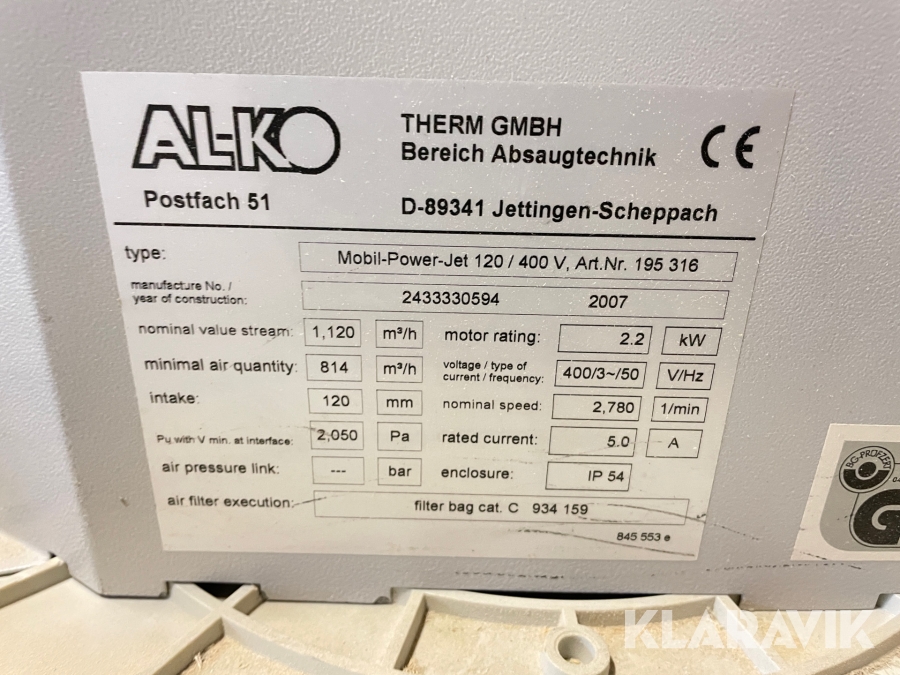 AL-KO
THERM GMBH
Bereich Absaugtechnik
CE
Postfach 51
D-89341 Jettingen-Scheppach
type: Mobil-Power-Jet 120 / 400 V, Art.Nr. 195 316
manufacture No. /
year of construction: 2433330594 2007
nominal value stream: 1,120 m³/h motor rating: 2.2 kW
minimal air quantity: 814 m³/h voltage / type of
current / frequency: 400/3~/50 V/Hz
intake: 120 mm nominal speed: 2,780 1/min
Pu with V min. at interface: 2,050 Pa rated current: 5.0 A
air pressure link: --- bar enclosure: IP 54
air filter execution: filter bag cat. C 934 159
845 553 e
BG-PRÜFZERT
KLARAVIK